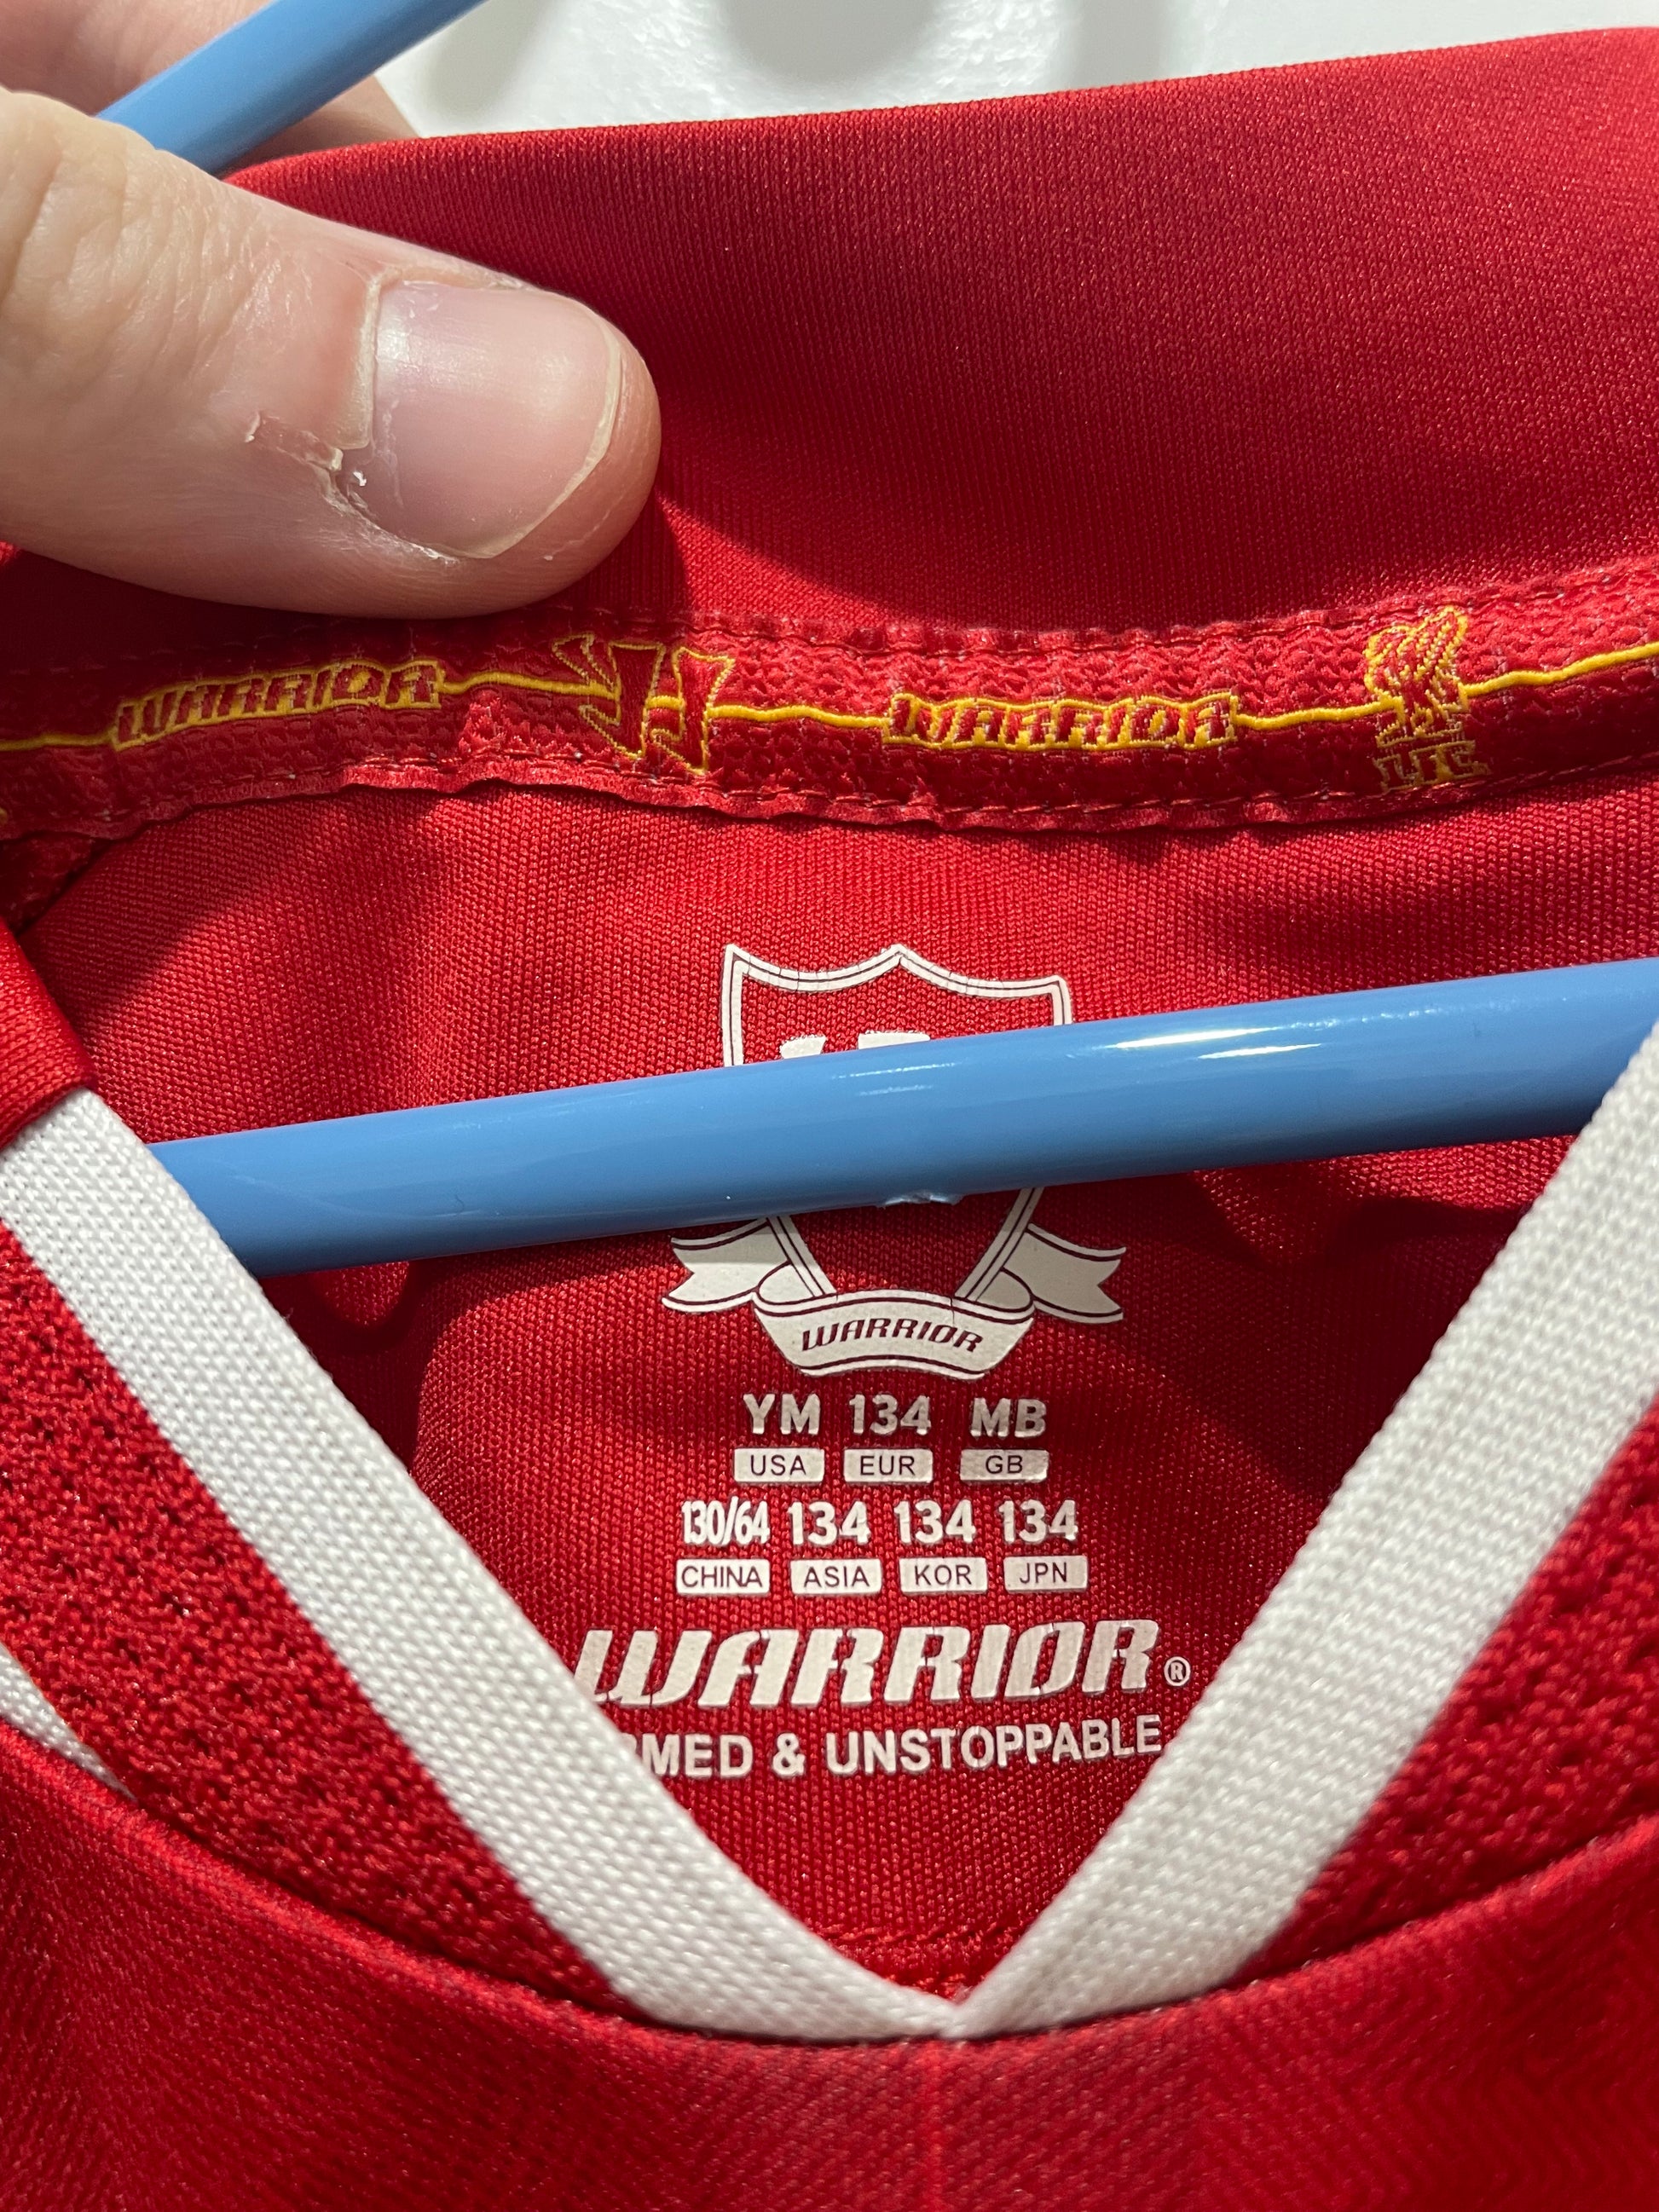 WARRIOR WARRIOR LFC
WARRIOR
YM 134 MB
USA EUR GB
130/64 134 134 134
CHINA ASIA KOR JPN
WARRIOR®
MED & UNSTOPPABLE